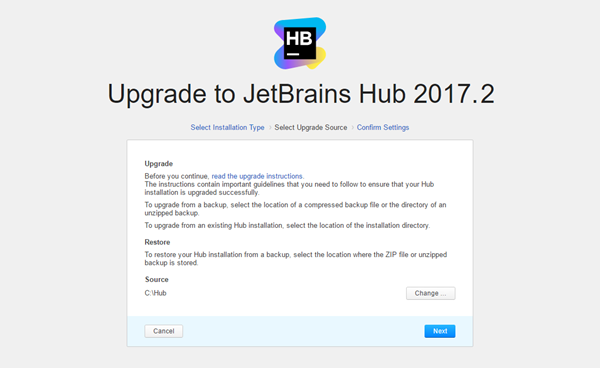 HB
Upgrade to JetBrains Hub 2017.2
Select Installation Type > Select Upgrade Source > Confirm Settings
Upgrade
Before you continue, read the upgrade instructions.
The instructions contain important guidelines that you need to follow to ensure that your Hub
installation is upgraded successfully.
To upgrade from a backup, select the location of a compressed backup file or the directory of an
unzipped backup.
To upgrade from an existing Hub installation, select the location of the installation directory.
Restore
To restore your Hub installation from a backup, select the location where the ZIP file or unzipped
backup is stored.
Source
C:\Hub Change ...
Cancel Next